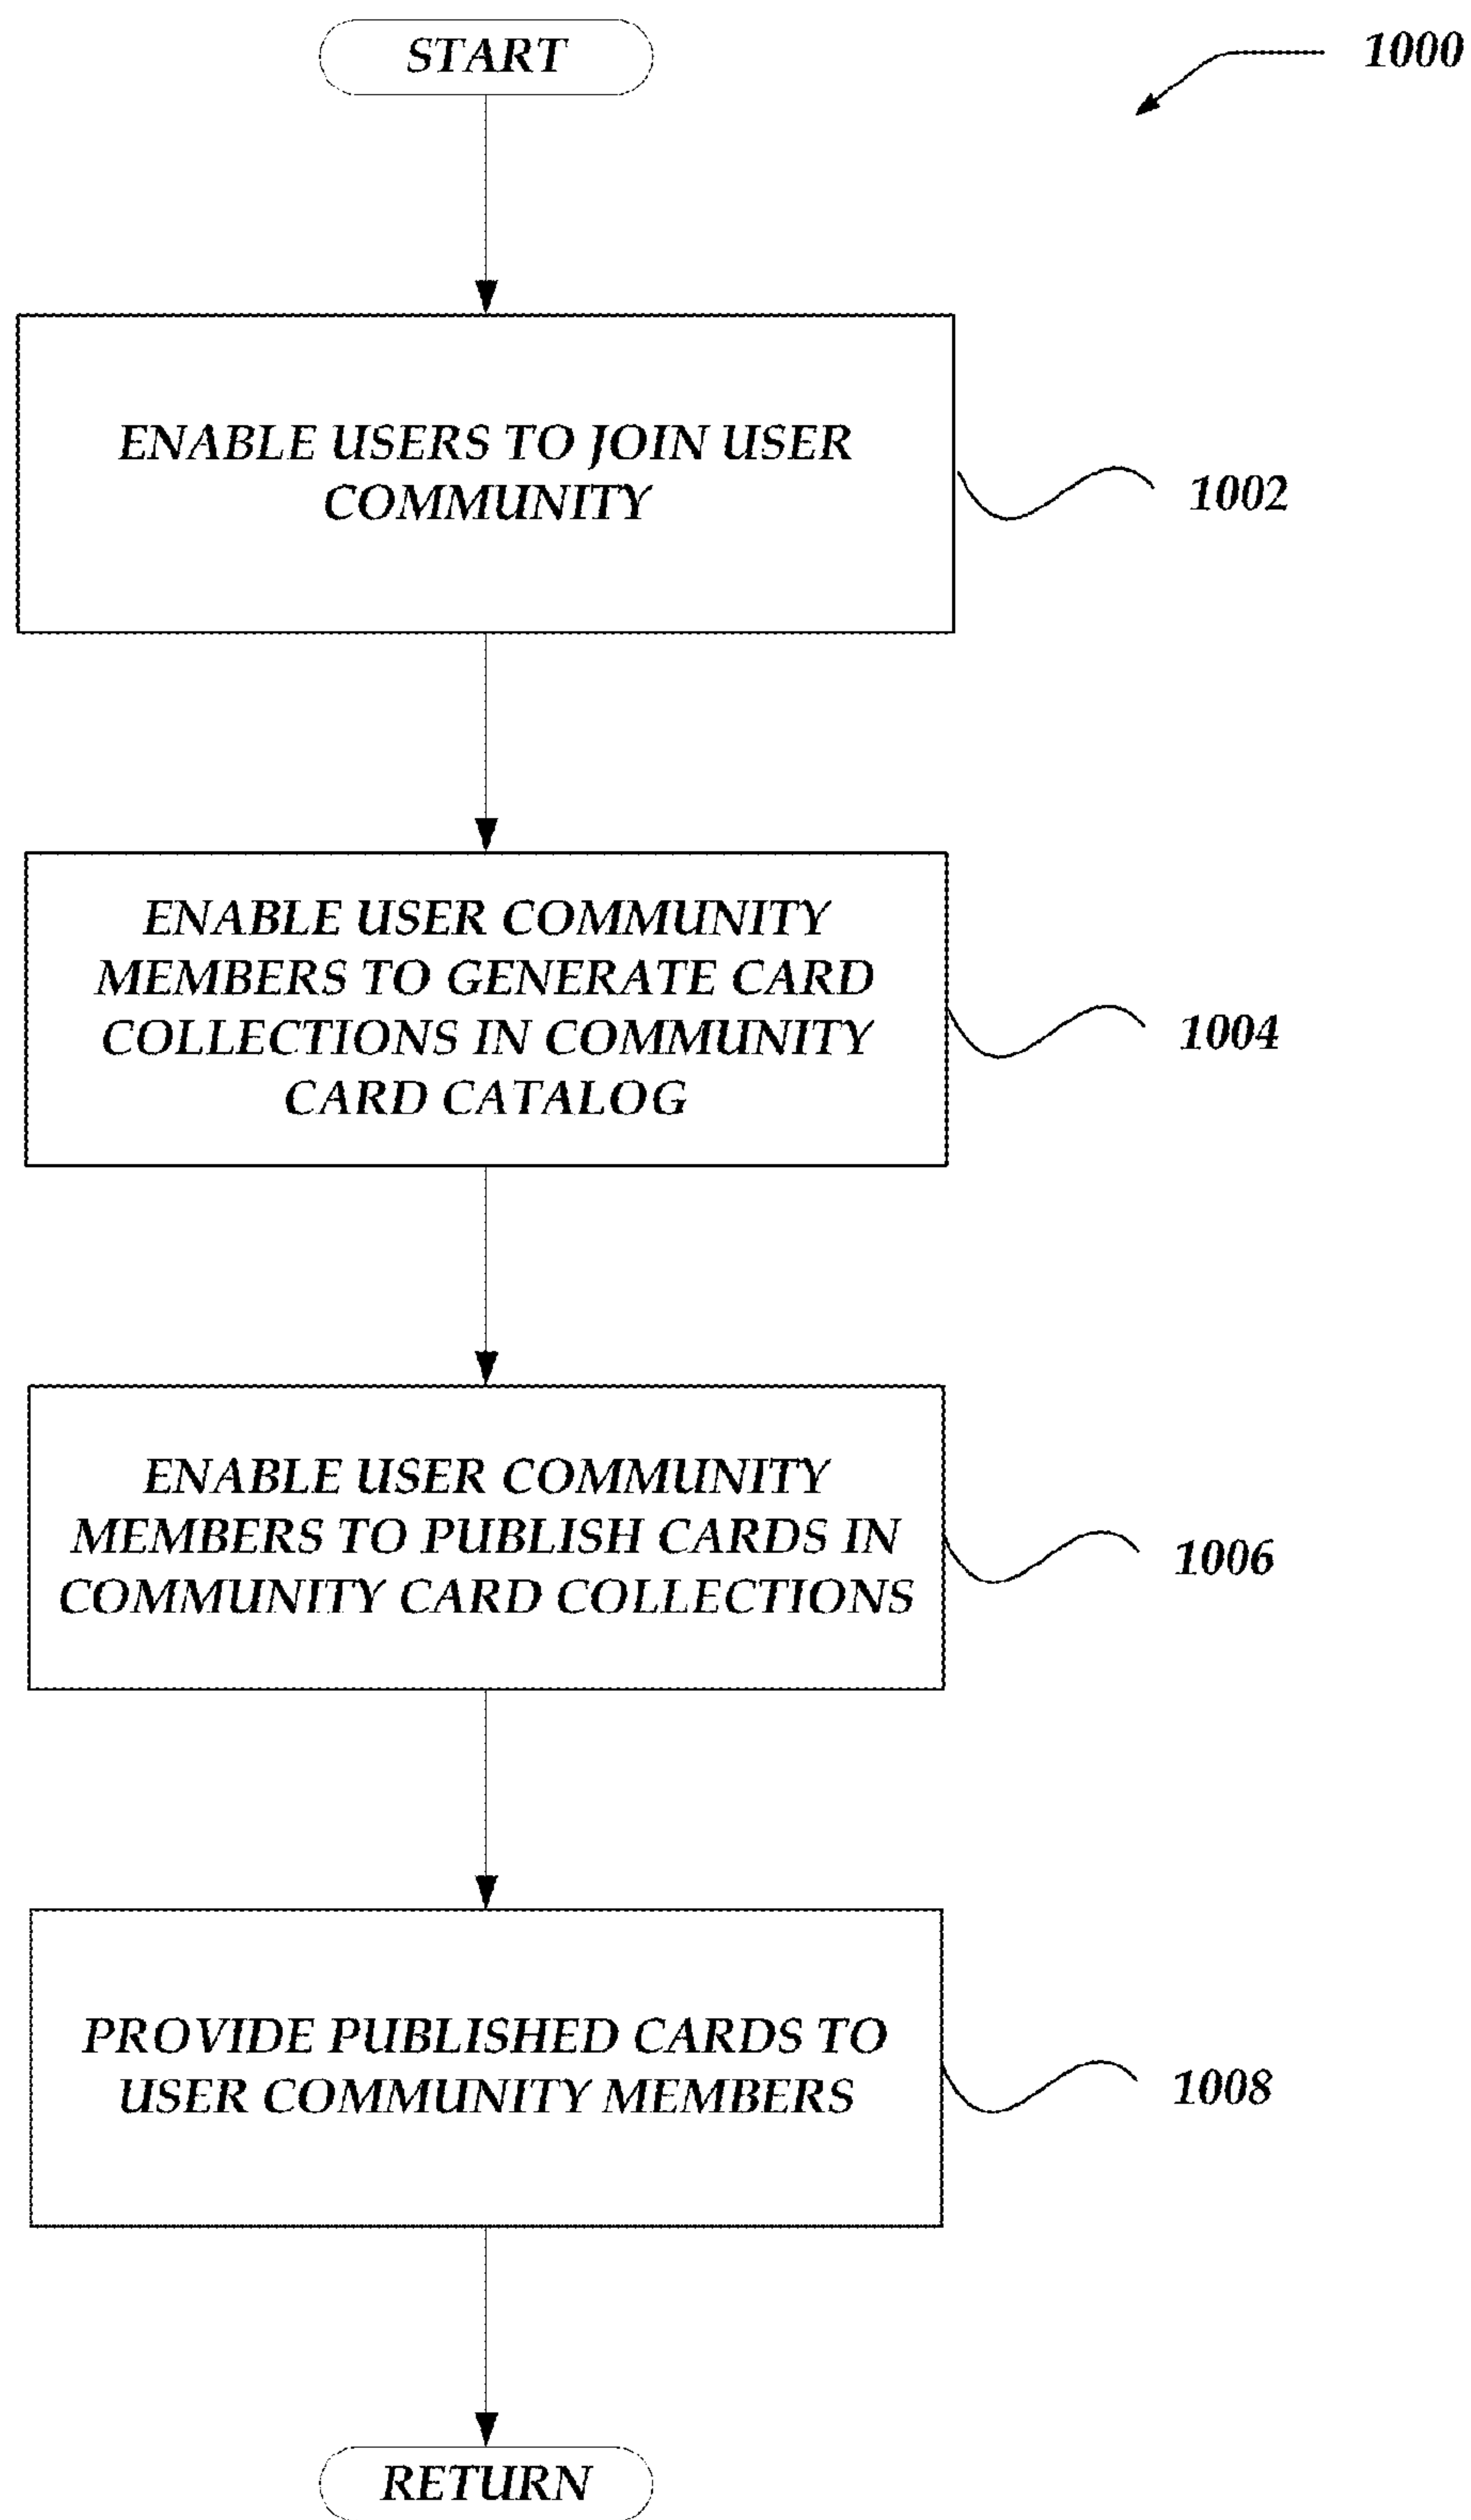 START
1000
ENABLE USERS TO JOIN USER
COMMUNITY
1002
ENABLE USER COMMUNITY
MEMBERS TO GENERATE CARD
COLLECTIONS IN COMMUNITY
CARD CATALOG
1004
ENABLE USER COMMUNITY
MEMBERS TO PUBLISH CARDS IN
COMMUNITY CARD COLLECTIONS
1006
PROVIDE PUBLISHED CARDS TO
USER COMMUNITY MEMBERS
1008
RETURN